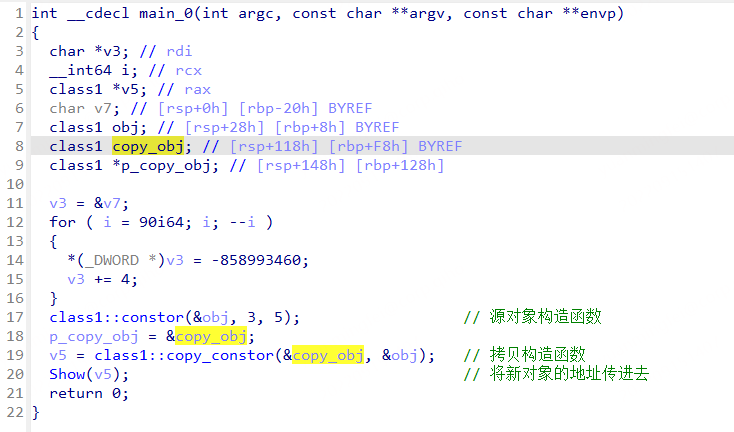 1 int __cdecl main_0(int argc, const char **argv, const char **envp)
2 {
3   char *v3; // rdi
4   __int64 i; // rcx
5   class1 *v5; // rax
6   char v7; // [rsp+0h] [rbp-20h] BYREF
7   class1 obj; // [rsp+28h] [rbp+8h] BYREF
8   class1 copy_obj; // [rsp+118h] [rbp+F8h] BYREF
9   class1 *p_copy_obj; // [rsp+148h] [rbp+128h]
10
11   v3 = &v7;
12   for ( i = 90i64; i; --i )
13   {
14     *(_DWORD *)v3 = -858993460;
15     v3 += 4;
16   }
17   class1::constor(&obj, 3, 5); // 源对象构造函数
18   p_copy_obj = &copy_obj;
19   v5 = class1::copy_constor(&copy_obj, &obj); // 拷贝构造函数
20   Show(v5); // 将新对象的地址传进去
21   return 0;
22 }